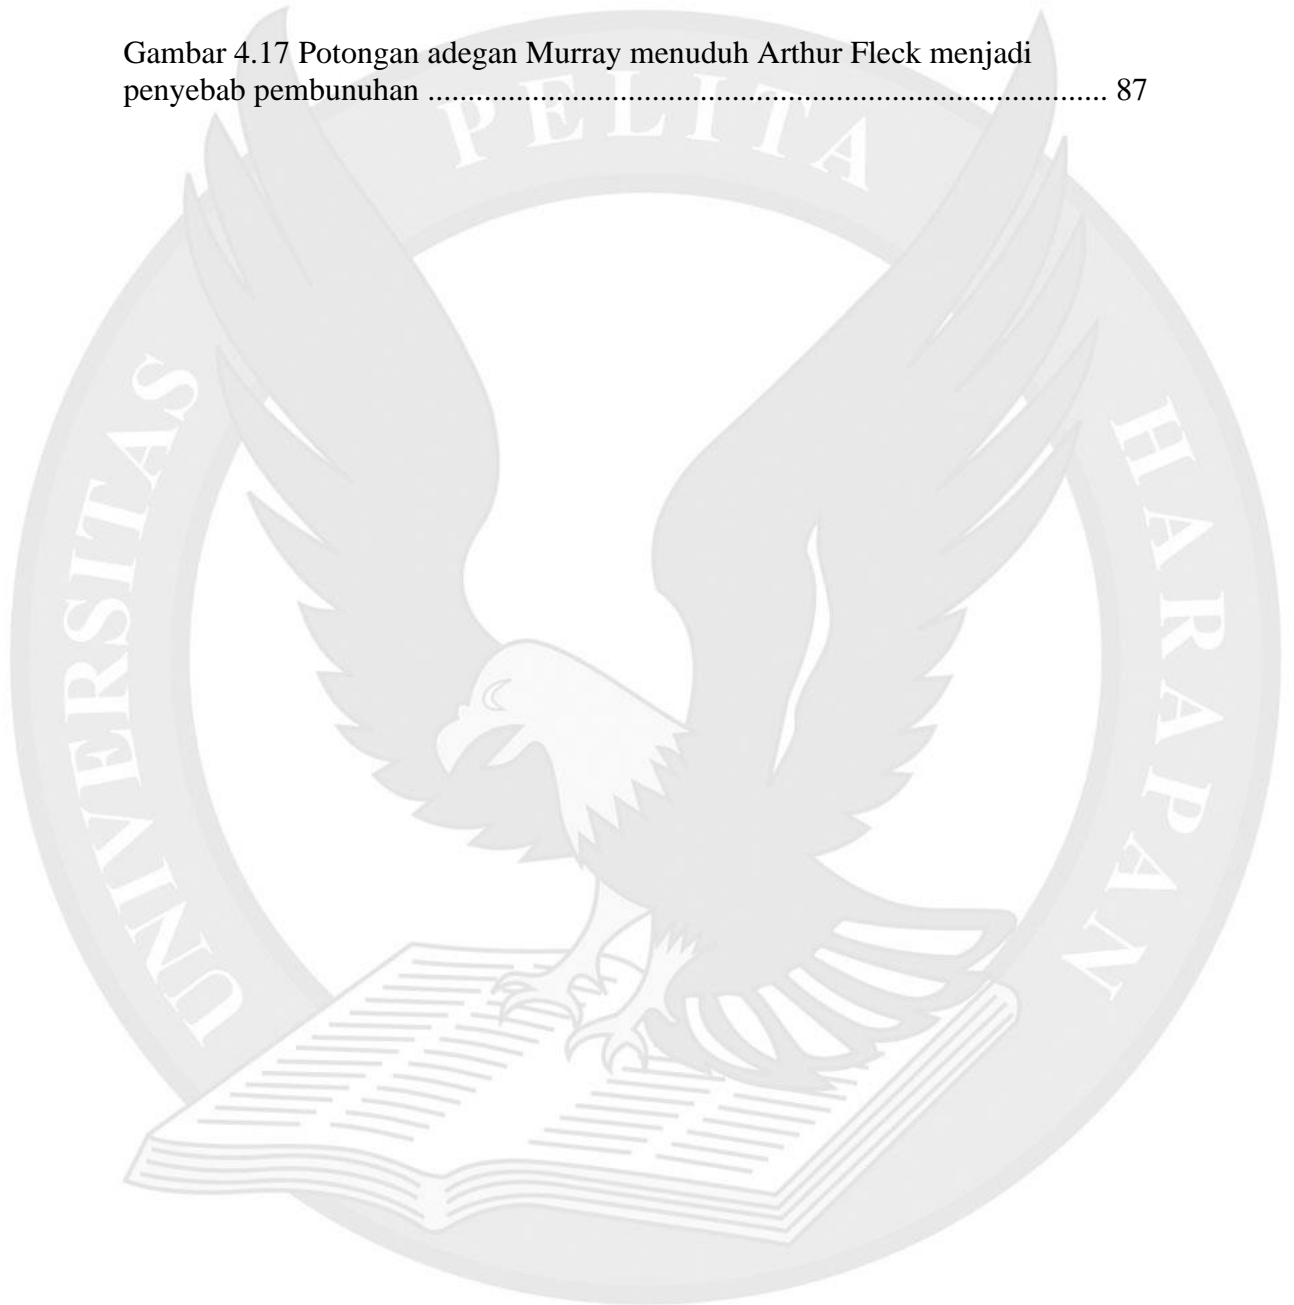 Gambar 4.17 Potongan adegan Murray menuduh Arthur Fleck menjadi
penyebab pembunuhan ..................................................................................... 87
UNIVERSITAS
PELITA
HARAPAN